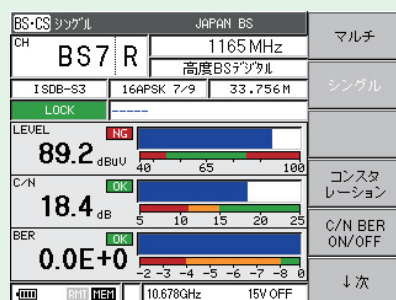 BS・CS シングル JAPAN BS
CH BS7 R 1165MHz
高度BSデジタル
ISDB-S3 16APSK 7/9 33.756M
LOCK -----
LEVEL NG
89.2 dBuV
40 65 100
C/N OK
18.4 dB
5 10 15 20 25
BER OK
0.0E+0
-2 -3 -4 -5 -6 -7 -8 0
RMT MEM 10.678GHz 15V OFF
マルチ
シングル
コンスタ
レーション
C/N BER
ON/OFF
↓次